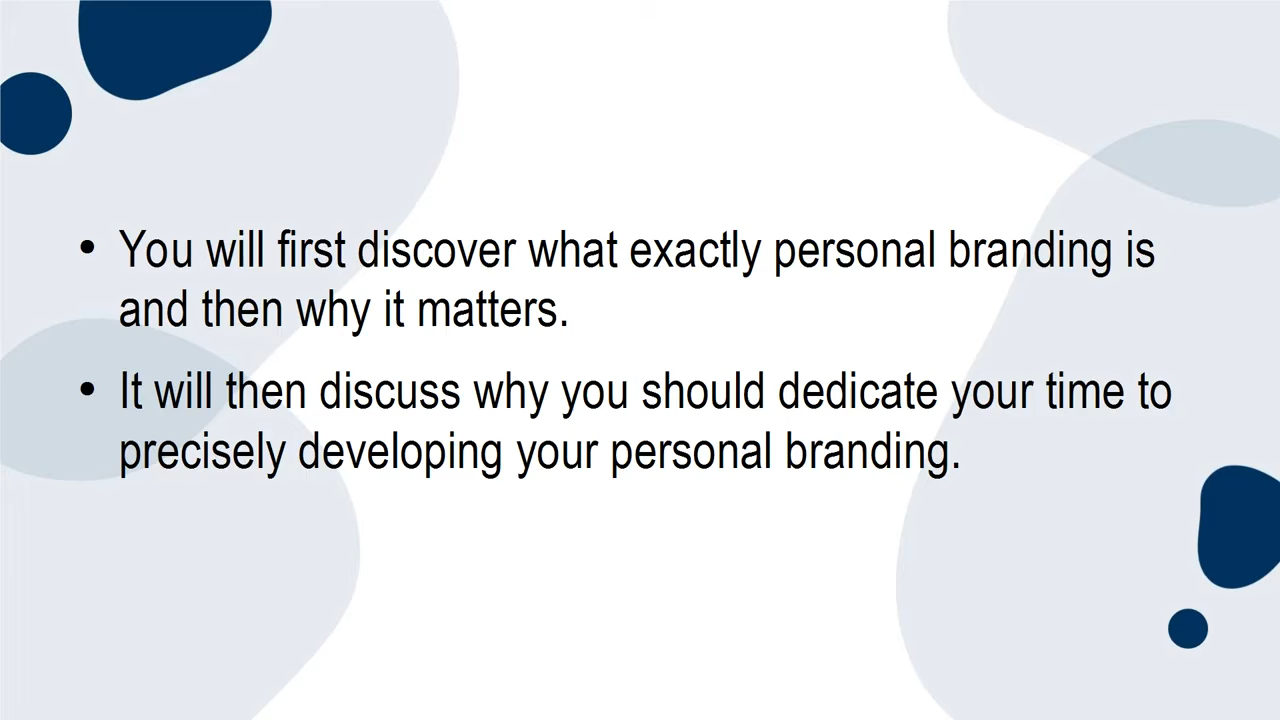 • You will first discover what exactly personal branding is
and then why it matters.
• It will then discuss why you should dedicate your time to
precisely developing your personal branding.